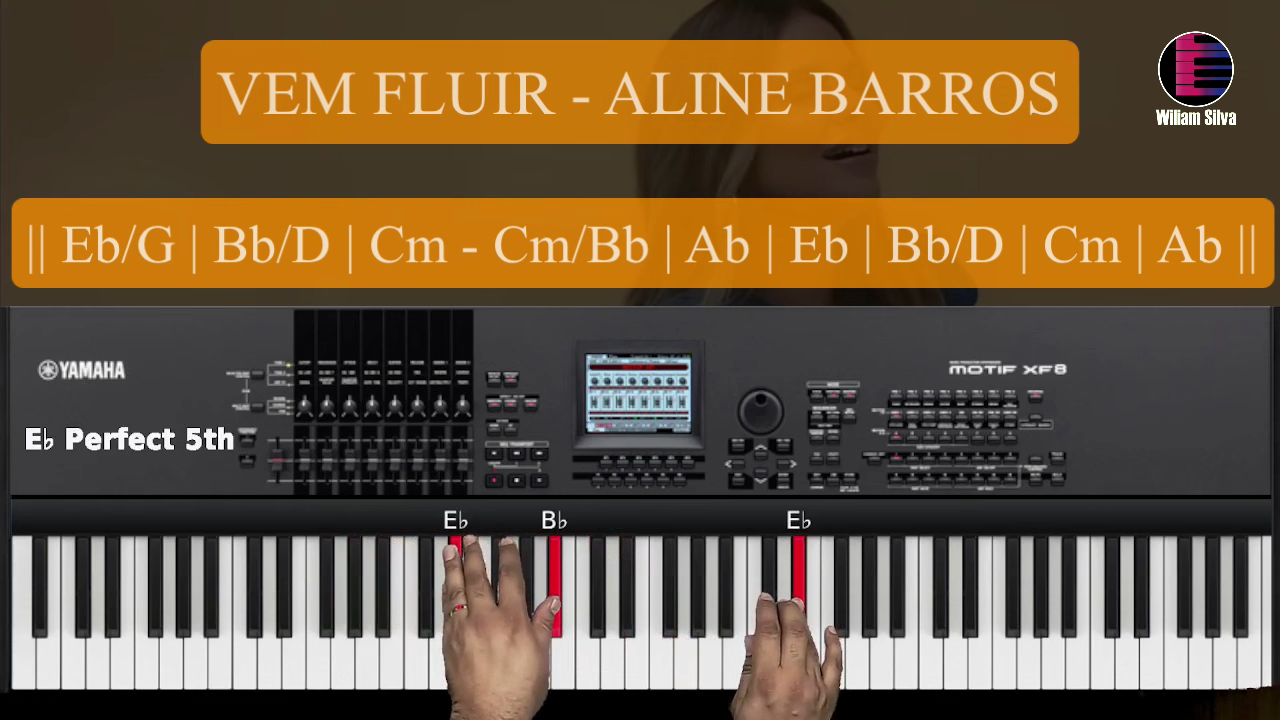 VEM FLUIR - ALINE BARROS
Wiliam Silva
|| Eb/G | Bb/D | Cm - Cm/Bb | Ab | Eb | Bb/D | Cm | Ab ||
YAMAHA
MOTIF XF8
E♭ Perfect 5th
E♭ B♭ E♭